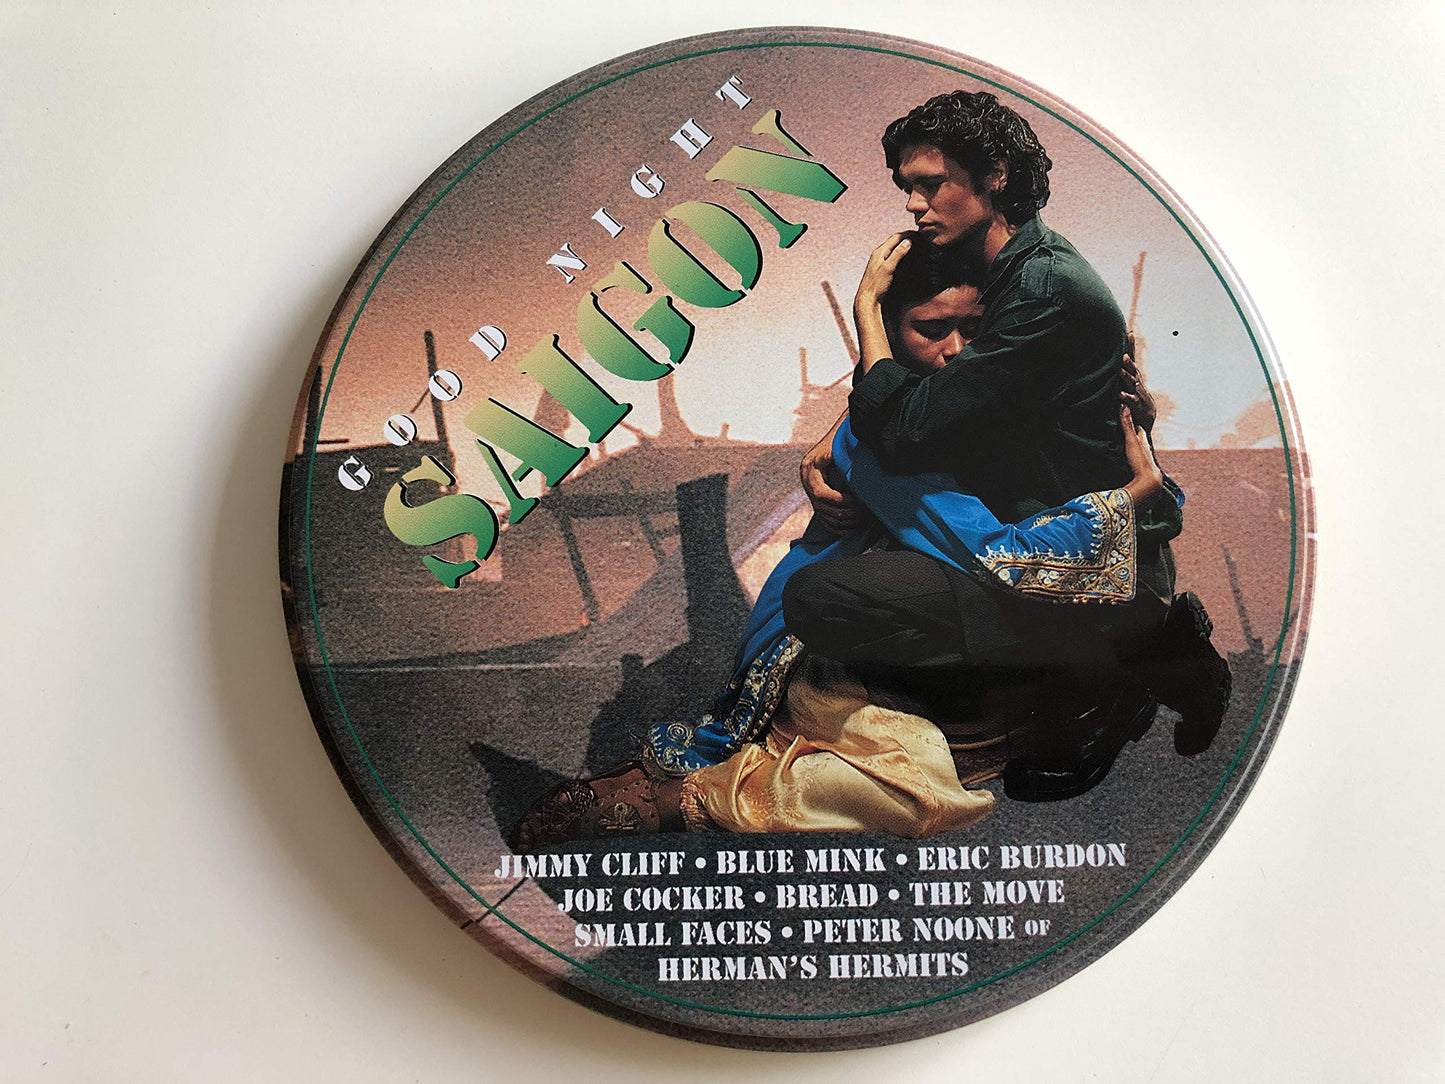 GOOD NIGHT
SAIGON
JIMMY CLIFF • BLUE MINK • ERIC BURDON
JOE COCKER • BREAD • THE MOVE
SMALL FACES • PETER NOONE OF
HERMAN'S HERMITS